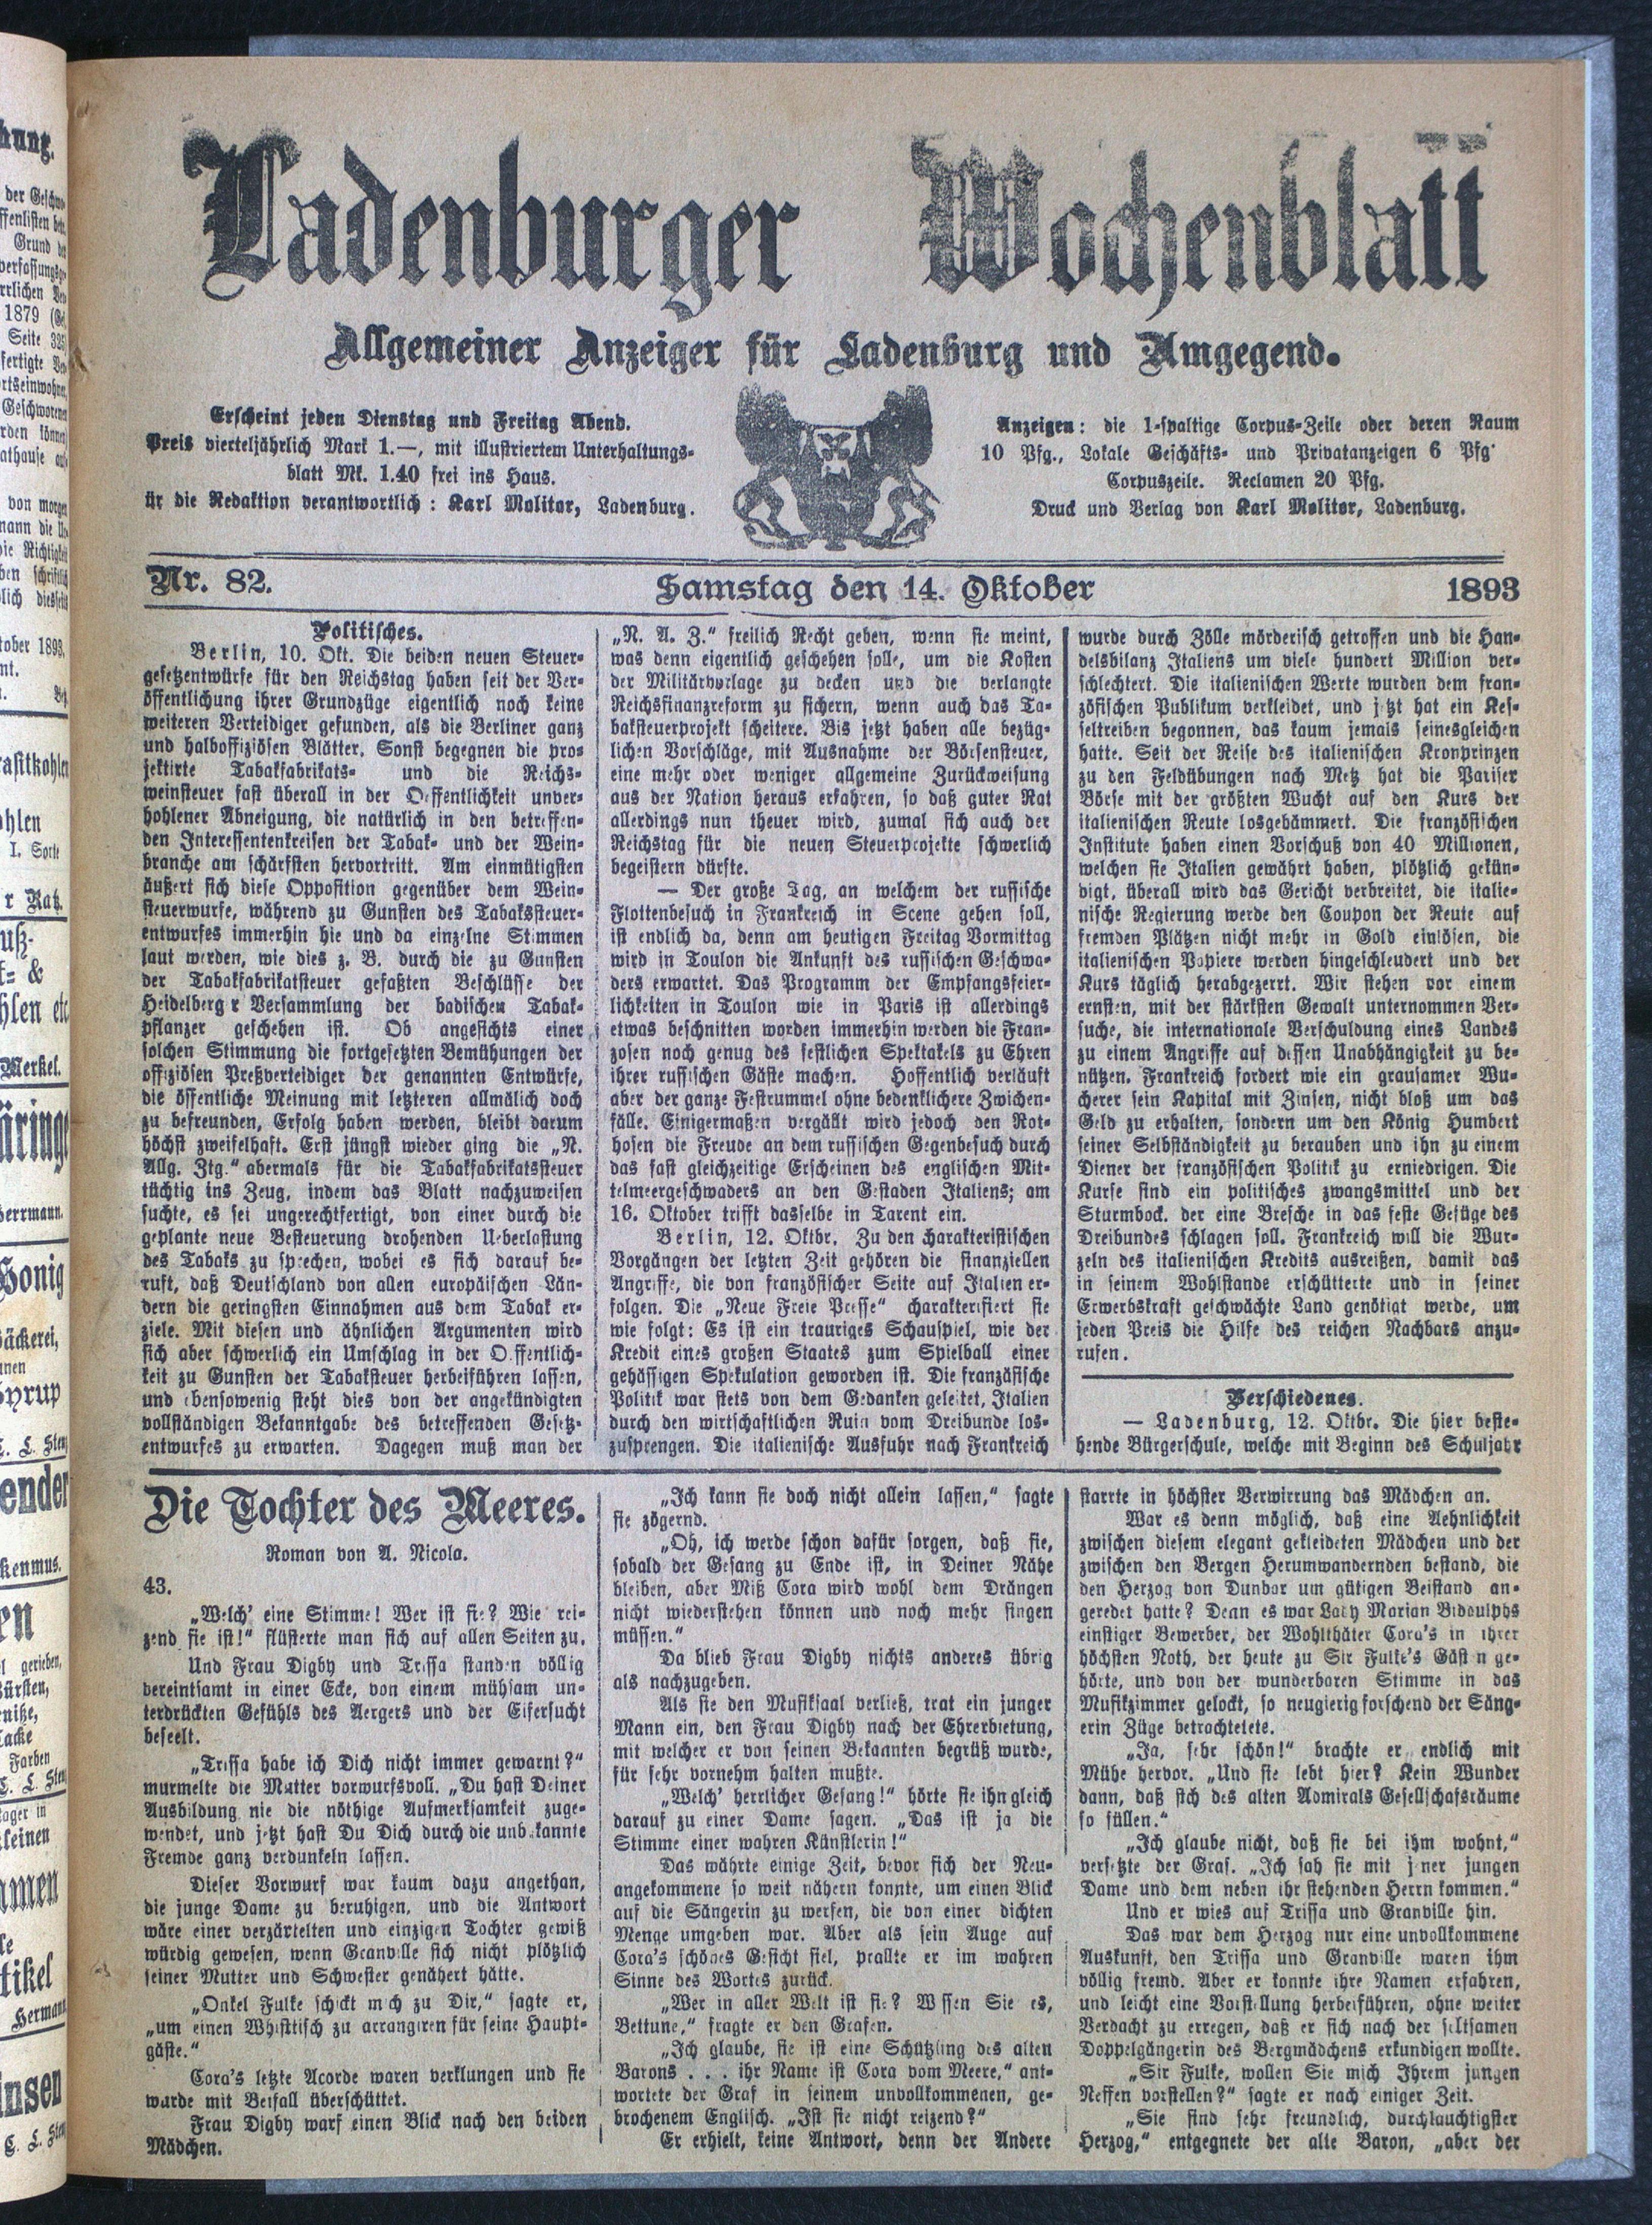 Ladenburger Wochenblatt
Allgemeiner Anzeiger für Ladenburg und Umgegend.
Erscheint jeden Dienstag und Freitag Abend.
Preis vierteljährlich Mark 1.—, mit illustriertem Unterhaltungs-
blatt Mk. 1.40 frei ins Haus.
ür die Redaktion verantwortlich: Karl Molitor, Ladenburg.
Anzeigen: die 1-spaltige Corpus-Zeile oder deren Raum
10 Pfg., Lokale Geschäfts- und Privatanzeigen 6 Pfg.
Corpuszeile. Reclamen 20 Pfg.
Druck und Verlag von Karl Molitor, Ladenburg.
Nr. 82. Samstag den 14. Oktober 1893
Politisches.
Berlin, 10. Okt. Die beiden neuen Steuer-
gesetzentwürfe für den Reichstag haben seit der Ver-
öffentlichung ihrer Grundzüge eigentlich noch keine
weiteren Verteidiger gefunden, als die Berliner ganz
und halboffiziösen Blätter. Sonst begegnen die pro-
jektirte Tabakfabrikats- und die Reichs-
weinsteuer fast überall in der Oeffentlichkeit unver-
hohlener Abneigung, die natürlich in den betreffen-
den Interessentenkreisen der Tabak- und der Wein-
branche am schärfsten hervortritt. Am einmütigsten
äußert sich diese Opposition gegenüber dem Wein-
steuerwurfe, während zu Gunsten des Tabakssteuer-
entwurfes immerhin hie und da einzelne Stimmen
laut werden, wie dies z. B. durch die zu Gunsten
der Tabakfabrikatsteuer gefaßten Beschlüsse der
Heidelberg r Versammlung der badischen Tabak-
pflanzer geschehen ist. Ob angesichts einer
solchen Stimmung die fortgesetzten Bemühungen der
offiziösen Preßverteidiger der genannten Entwürfe,
die öffentliche Meinung mit letzteren allmälich doch
zu befreunden, Erfolg haben werden, bleibt darum
höchst zweifelhaft. Erst jüngst wieder ging die „N.
Allg. Ztg.“ abermals für die Tabakfabrikatssteuer
tüchtig ins Zeug, indem das Blatt nachzuweisen
suchte, es sei ungerechtfertigt, von einer durch die
geplante neue Besteuerung drohenden Ueberlastung
des Tabaks zu sprechen, wobei es sich darauf be-
ruft, daß Deutschland von allen europäischen Län-
dern die geringsten Einnahmen aus dem Tabak er-
ziele. Mit diesen und ähnlichen Argumenten wird
sich aber schwerlich ein Umschlag in der Oeffentlich-
keit zu Gunsten der Tabaksteuer herbeiführen lassen,
und ebensowenig steht dies von der angekündigten
vollständigen Bekanntgabe des betreffenden Gesetz-
entwurfes zu erwarten. Dagegen muß man der
„N. A. Z.“ freilich Recht geben, wenn sie meint,
was denn eigentlich geschehen solle, um die Kosten
der Militärvorlage zu decken und die verlangte
Reichsfinanzreform zu sichern, wenn auch das Ta-
baksteuerprojekt scheitere. Bis jetzt haben alle bezüg-
lichen Vorschläge, mit Ausnahme der Börsensteuer,
eine mehr oder weniger allgemeine Zurückweisung
aus der Nation heraus erfahren, so daß guter Rat
allerdings nun theuer wird, zumal sich auch der
Reichstag für die neuen Steuerprojekte schwerlich
begeistern dürfte.
— Der große Tag, an welchem der russische
Flottenbesuch in Frankreich in Scene gehen soll,
ist endlich da, denn am heutigen Freitag Vormittag
wird in Toulon die Ankunft des russischen Geschwa-
ders erwartet. Das Programm der Empfangsfeier-
lichkeiten in Toulon wie in Paris ist allerdings
etwas beschnitten worden immerhin werden die Fran-
zosen noch genug des festlichen Spektakels zu Ehren
ihrer russischen Gäste machen. Hoffentlich verläuft
aber der ganze Festrummel ohne bedenklichere Zwischen-
fälle. Einigermaßen vergällt wird jedoch den Rot-
hosen die Freude an dem russischen Gegenbesuch durch
das fast gleichzeitige Erscheinen des englischen Mit-
telmeergeschwaders an den Gestaden Italiens; am
16. Oktober trifft dasselbe in Tarent ein.
Berlin, 12. Oktbr. Zu den charakteristischen
Vorgängen der letzten Zeit gehören die finanziellen
Angriffe, die von französischer Seite auf Italien er-
folgen. Die „Neue Freie Presse“ charakterisiert sie
wie folgt: Es ist ein trauriges Schauspiel, wie der
Kredit eines großen Staates zum Spielball einer
gehässigen Spekulation geworden ist. Die französische
Politik war stets von dem Gedanken geleitet, Italien
durch den wirtschaftlichen Ruin vom Dreibunde los-
zusprengen. Die italienische Ausfuhr nach Frankreich
wurde durch Zölle mörderisch getroffen und die Han-
delsbilanz Italiens um viele hundert Million ver-
schlechtert. Die italienischen Werte wurden dem fran-
zösischen Publikum verkleidet, und j tzt hat ein Kes-
seltreiben begonnen, das kaum jemals seinesgleichen
hatte. Seit der Reise des italienischen Kronprinzen
zu den Feldübungen nach Metz hat die Pariser
Börse mit der größten Wucht auf den Kurs der
italienischen Reute losgehämmert. Die französischen
Institute haben einen Vorschuß von 40 Millionen,
welchen sie Italien gewährt haben, plötzlich gekün-
digt, überall wird das Gericht verbreitet, die italie-
nische Regierung werde den Coupon der Reute auf
fremden Plätzen nicht mehr in Gold einlösen, die
italienischen Papiere werden hingeschleudert und der
Kurs täglich herabgezerrt. Wir stehen vor einem
ernsten, mit der stärksten Gewalt unternommen Ver-
suche, die internationale Verschuldung eines Landes
zu einem Angriffe auf dessen Unabhängigkeit zu be-
nützen. Frankreich fordert wie ein grausamer Wu-
cherer sein Kapital mit Zinsen, nicht bloß um das
Geld zu erhalten, sondern um den König Humbert
seiner Selbständigkeit zu berauben und ihn zu einem
Diener der französischen Politik zu erniedrigen. Die
Kurse sind ein politisches zwangsmittel und der
Sturmbock. der eine Bresche in das feste Gefüge des
Dreibundes schlagen soll. Frankreich will die Wur-
zeln des italienischen Kredits ausreißen, damit das
in seinem Wohlstande erschütterte und in seiner
Erwerbskraft geschwächte Land genötigt werde, um
jeden Preis die Hilfe des reichen Nachbars anzu-
rufen.
Verschiedenes.
— Ladenburg, 12. Oktbr. Die hier beste-
hende Bürgerschule, welche mit Beginn des Schuljahr
Die Tochter des Meeres.
Roman von A. Nicola.
43.
„Welch' eine Stimme! Wer ist sie? Wie rei-
zend sie ist!“ flüsterte man sich auf allen Seiten zu.
Und Frau Digby und Trissa standen völlig
vereinsamt in einer Ecke, von einem mühsam un-
terdrückten Gefühls des Aergers und der Eifersucht
beseelt.
„Trissa habe ich Dich nicht immer gewarnt?“
murmelte die Mutter vorwurfsvoll. „Du hast Deiner
Ausbildung nie die nöthige Aufmerksamkeit zuge-
wendet, und jetzt hast Du Dich durch die unb kannte
Fremde ganz verdunkeln lassen.
Dieser Vorwurf war kaum dazu angethan,
die junge Dame zu beruhigen, und die Antwort
wäre einer verzärtelten und einzigen Tochter gewiß
würdig gewesen, wenn Granville sich nicht plötzlich
seiner Mutter und Schwester genähert hätte.
„Onkel Fulke schickt mich zu Dir,“ sagte er,
„um einen Whisttisch zu arrangiren für seine Haupt-
gäste.“
Cora's letzte Acorde waren verklungen und sie
wurde mit Beifall überschüttet.
Frau Digby warf einen Blick nach den beiden
Mädchen.
„Ich kann sie doch nicht allein lassen,“ sagte
sie zögernd.
„Oh, ich werde schon dafür sorgen, daß sie,
sobald der Gesang zu Ende ist, in Deiner Nähe
bleiben, aber Miß Cora wird wohl dem Drängen
nicht wiederstehen können und noch mehr singen
müssen.“
Da blieb Frau Digby nichts anderes übrig
als nachzugeben.
Als sie den Musiksaal verließ, trat ein junger
Mann ein, den Frau Digby nach der Ehrerbietung,
mit welcher er von seinen Bekannten begrüß wurde,
für sehr vornehm halten mußte.
„Welch' herrlicher Gesang!“ hörte sie ihn gleich
darauf zu einer Dame sagen. „Das ist ja die
Stimme einer wahren Künstlerin!“
Das währte einige Zeit, bevor sich der Neu-
angekommene so weit nähern konnte, um einen Blick
auf die Sängerin zu werfen, die von einer dichten
Menge umgeben war. Aber als sein Auge auf
Cora's schönes Gesicht fiel, prallte er im wahren
Sinne des Wortes zurück.
„Wer in aller Welt ist sie? Wissen Sie es,
Bettune,“ fragte er den Grafen.
„Ich glaube, sie ist eine Schützling des alten
Barons . . . ihr Name ist Cora vom Meere,“ ant-
wortete der Graf in seinem unvollkommenen, ge-
brochenem Englisch. „Ist sie nicht reizend?“
Er erhielt, keine Antwort, denn der Andere
starrte in höchster Verwirrung das Mädchen an.
War es denn möglich, daß eine Aehnlichkeit
zwischen diesem elegant gekleideten Mädchen und der
zwischen den Bergen Herumwandernden bestand, die
den Herzog von Dunbar um gütigen Beistand an-
geredet hatte? Denn es war Lady Marian Biddulphs
einstiger Bewerber, der Wohlthäter Cora's in ihrer
höchsten Noth, der heute zu Sir Fulke's Gäst n ge-
hörte, und von der wunderbaren Stimme in das
Musikzimmer gelockt, so neugierig forschend der Säng-
erin Züge betrachtelete.
„Ja, sehr schön!“ brachte er endlich mit
Mühe hervor. „Und sie lebt hier? Kein Wunder
dann, daß sich des alten Admirals Gesellschafsräume
so füllen.“
„Ich glaube nicht, daß sie bei ihm wohnt,“
versetzte der Graf. „Ich sah sie mit jener jungen
Dame und dem neben ihr stehenden Herrn kommen.“
Und er wies auf Trissa und Granville hin.
Das war dem Herzog nur eine unvollkommene
Auskunft, den Trissa und Granville waren ihm
völlig fremd. Aber er konnte ihre Namen erfahren,
und leicht eine Vorstellung herbeiführen, ohne weiter
Verdacht zu erregen, daß er sich nach der seltsamen
Doppelgängerin des Bergmädchens erkundigen wollte.
„Sir Fulke, wollen Sie mich Ihrem jungen
Neffen vorstellen?“ sagte er nach einiger Zeit.
„Sie sind sehr freundlich, durchlauchtigster
Herzog,“ entgegnete der alte Baron, „aber der